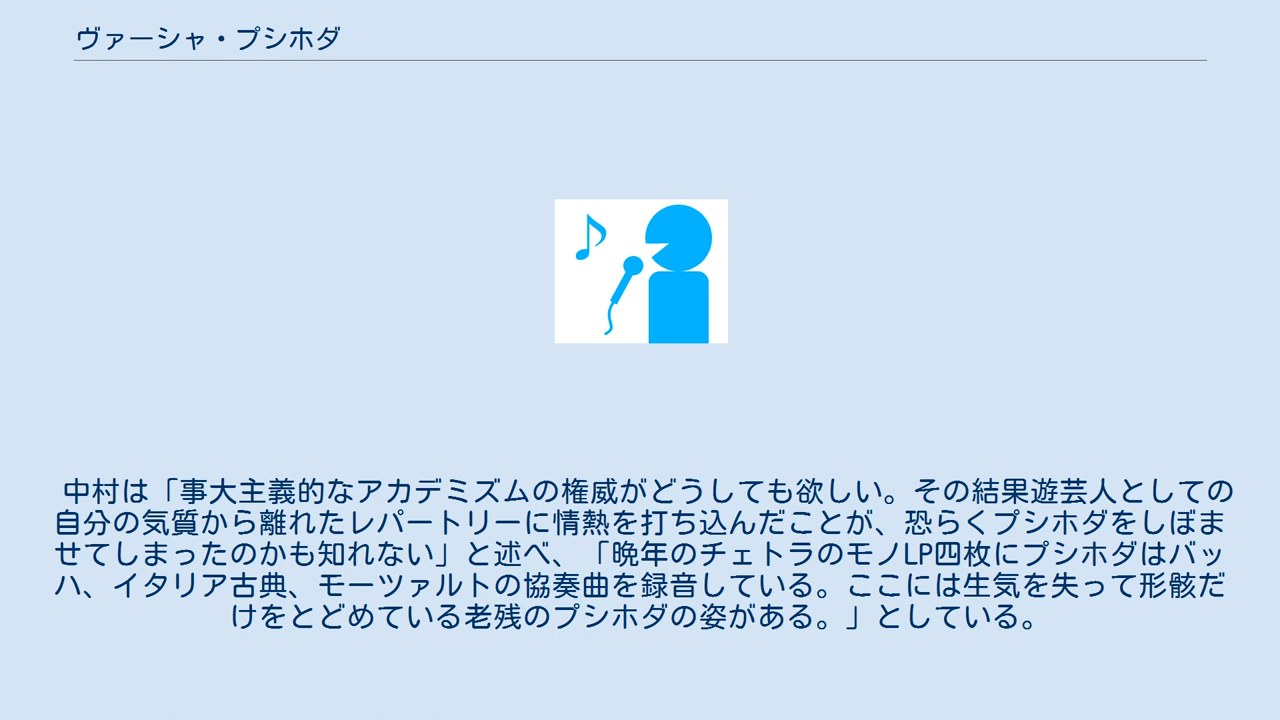 ヴァーシャ・プシホダ
中村は「事大主義的なアカデミズムの権威がどうしても欲しい。その結果遊芸人としての
自分の気質から離れたレパートリーに情熱を打ち込んだことが、恐らくプシホダをしぼま
せてしまったのかも知れない」と述べ、「晩年のチェトラのモノLP四枚にプシホダはバッ
ハ、イタリア古典、モーツァルトの協奏曲を録音している。ここには生気を失って形骸だ
けをとどめている老残のプシホダの姿がある。」としている。